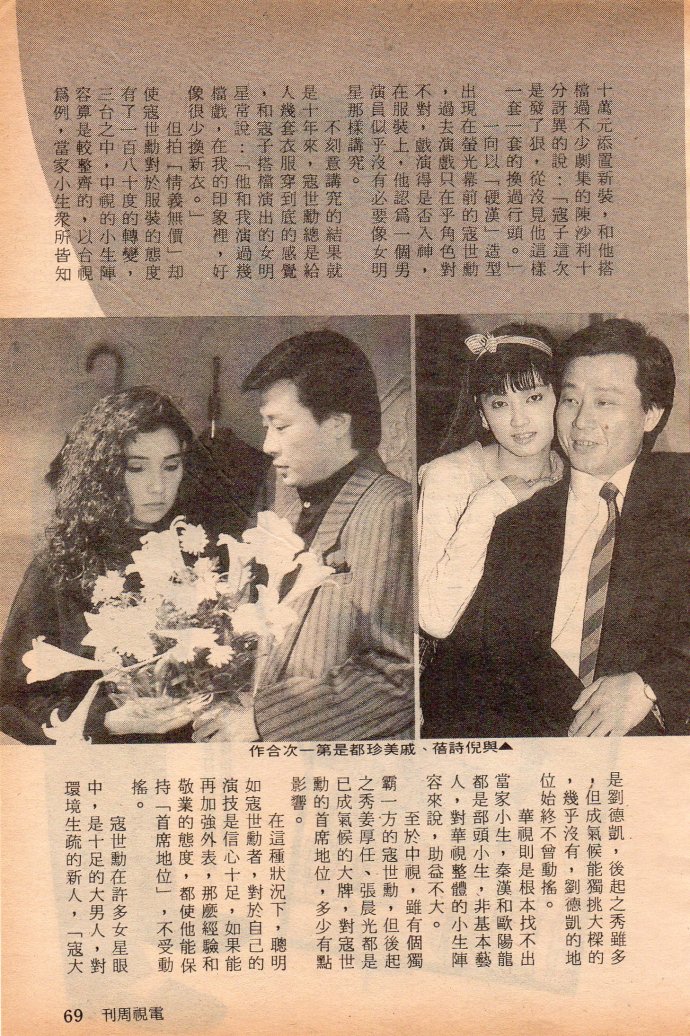 十萬元添置新裝，和他搭
檔過不少劇集的陳沙利十
分訝異的說：「寇子這次
是發了狠，從沒見他這樣
一套一套的換過行頭。」
一向以「硬漢」造型
出現在螢光幕前的寇世勳
，過去演戲只在乎角色對
不對，戲演得是否入神，
在服裝上，他認爲一個男
演員似乎沒有必要像女明
星那樣講究。
不刻意講究的結果就
是十年來，寇世勳總是給
人幾套衣服穿到底的感覺
，和寇子搭檔演出的女明
星常說：「他和我演過幾
檔戲，在我的印象裡，好
像很少換新衣。」
但拍「情義無價」却
使寇世勳對於服裝的態度
有了一百八十度的轉變，
三台之中，中視的小生陣
容算是較整齊的，以台視
爲例，當家小生衆所皆知
▲與倪詩蓓、戚美珍都是第一次合作
是劉德凱，後起之秀雖多
，但成氣候能獨挑大樑的
，幾乎沒有，劉德凱的地
位始終不曾動搖。
華視則是根本找不出
當家小生，秦漢和歐陽龍
都是部頭小生，非基本藝
人，對華視整體的小生陣
容來說，助益不大。
至於中視，雖有個獨
霸一方的寇世勳，但後起
之秀姜厚任、張晨光都是
已成氣候的大牌，對寇世
勳的首席地位，多少有點
影響。
在這種狀況下，聰明
如寇世勳者，對於自己的
演技是信心十足，如果能
再加強外表，那麽經驗和
敬業的態度，都使他能保
持「首席地位」，不受動
搖。
寇世勳在許多女星眼
中，是十足的大男人，對
環境生疏的新人，「寇大
69 刊周視電